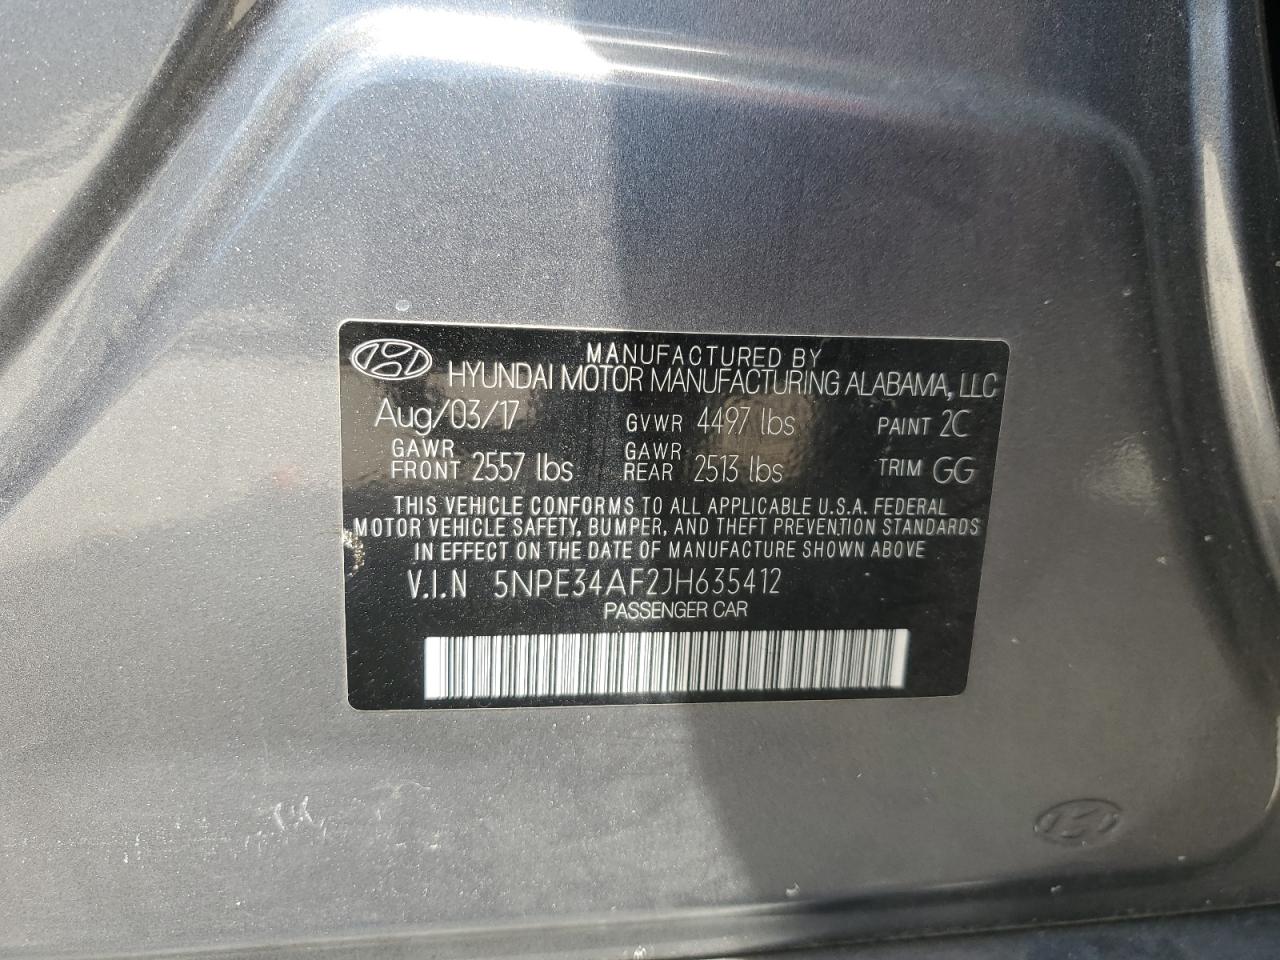 MANUFACTURED BY
HYUNDAI MOTOR MANUFACTURING ALABAMA, LLC
Aug/03/17 GVWR 4497 lbs PAINT 2C
GAWR FRONT 2557 lbs GAWR REAR 2513 lbs TRIM GG
THIS VEHICLE CONFORMS TO ALL APPLICABLE U.S.A. FEDERAL
MOTOR VEHICLE SAFETY, BUMPER, AND THEFT PREVENTION STANDARDS
IN EFFECT ON THE DATE OF MANUFACTURE SHOWN ABOVE
V.I.N 5NPE34AF2JH635412
PASSENGER CAR